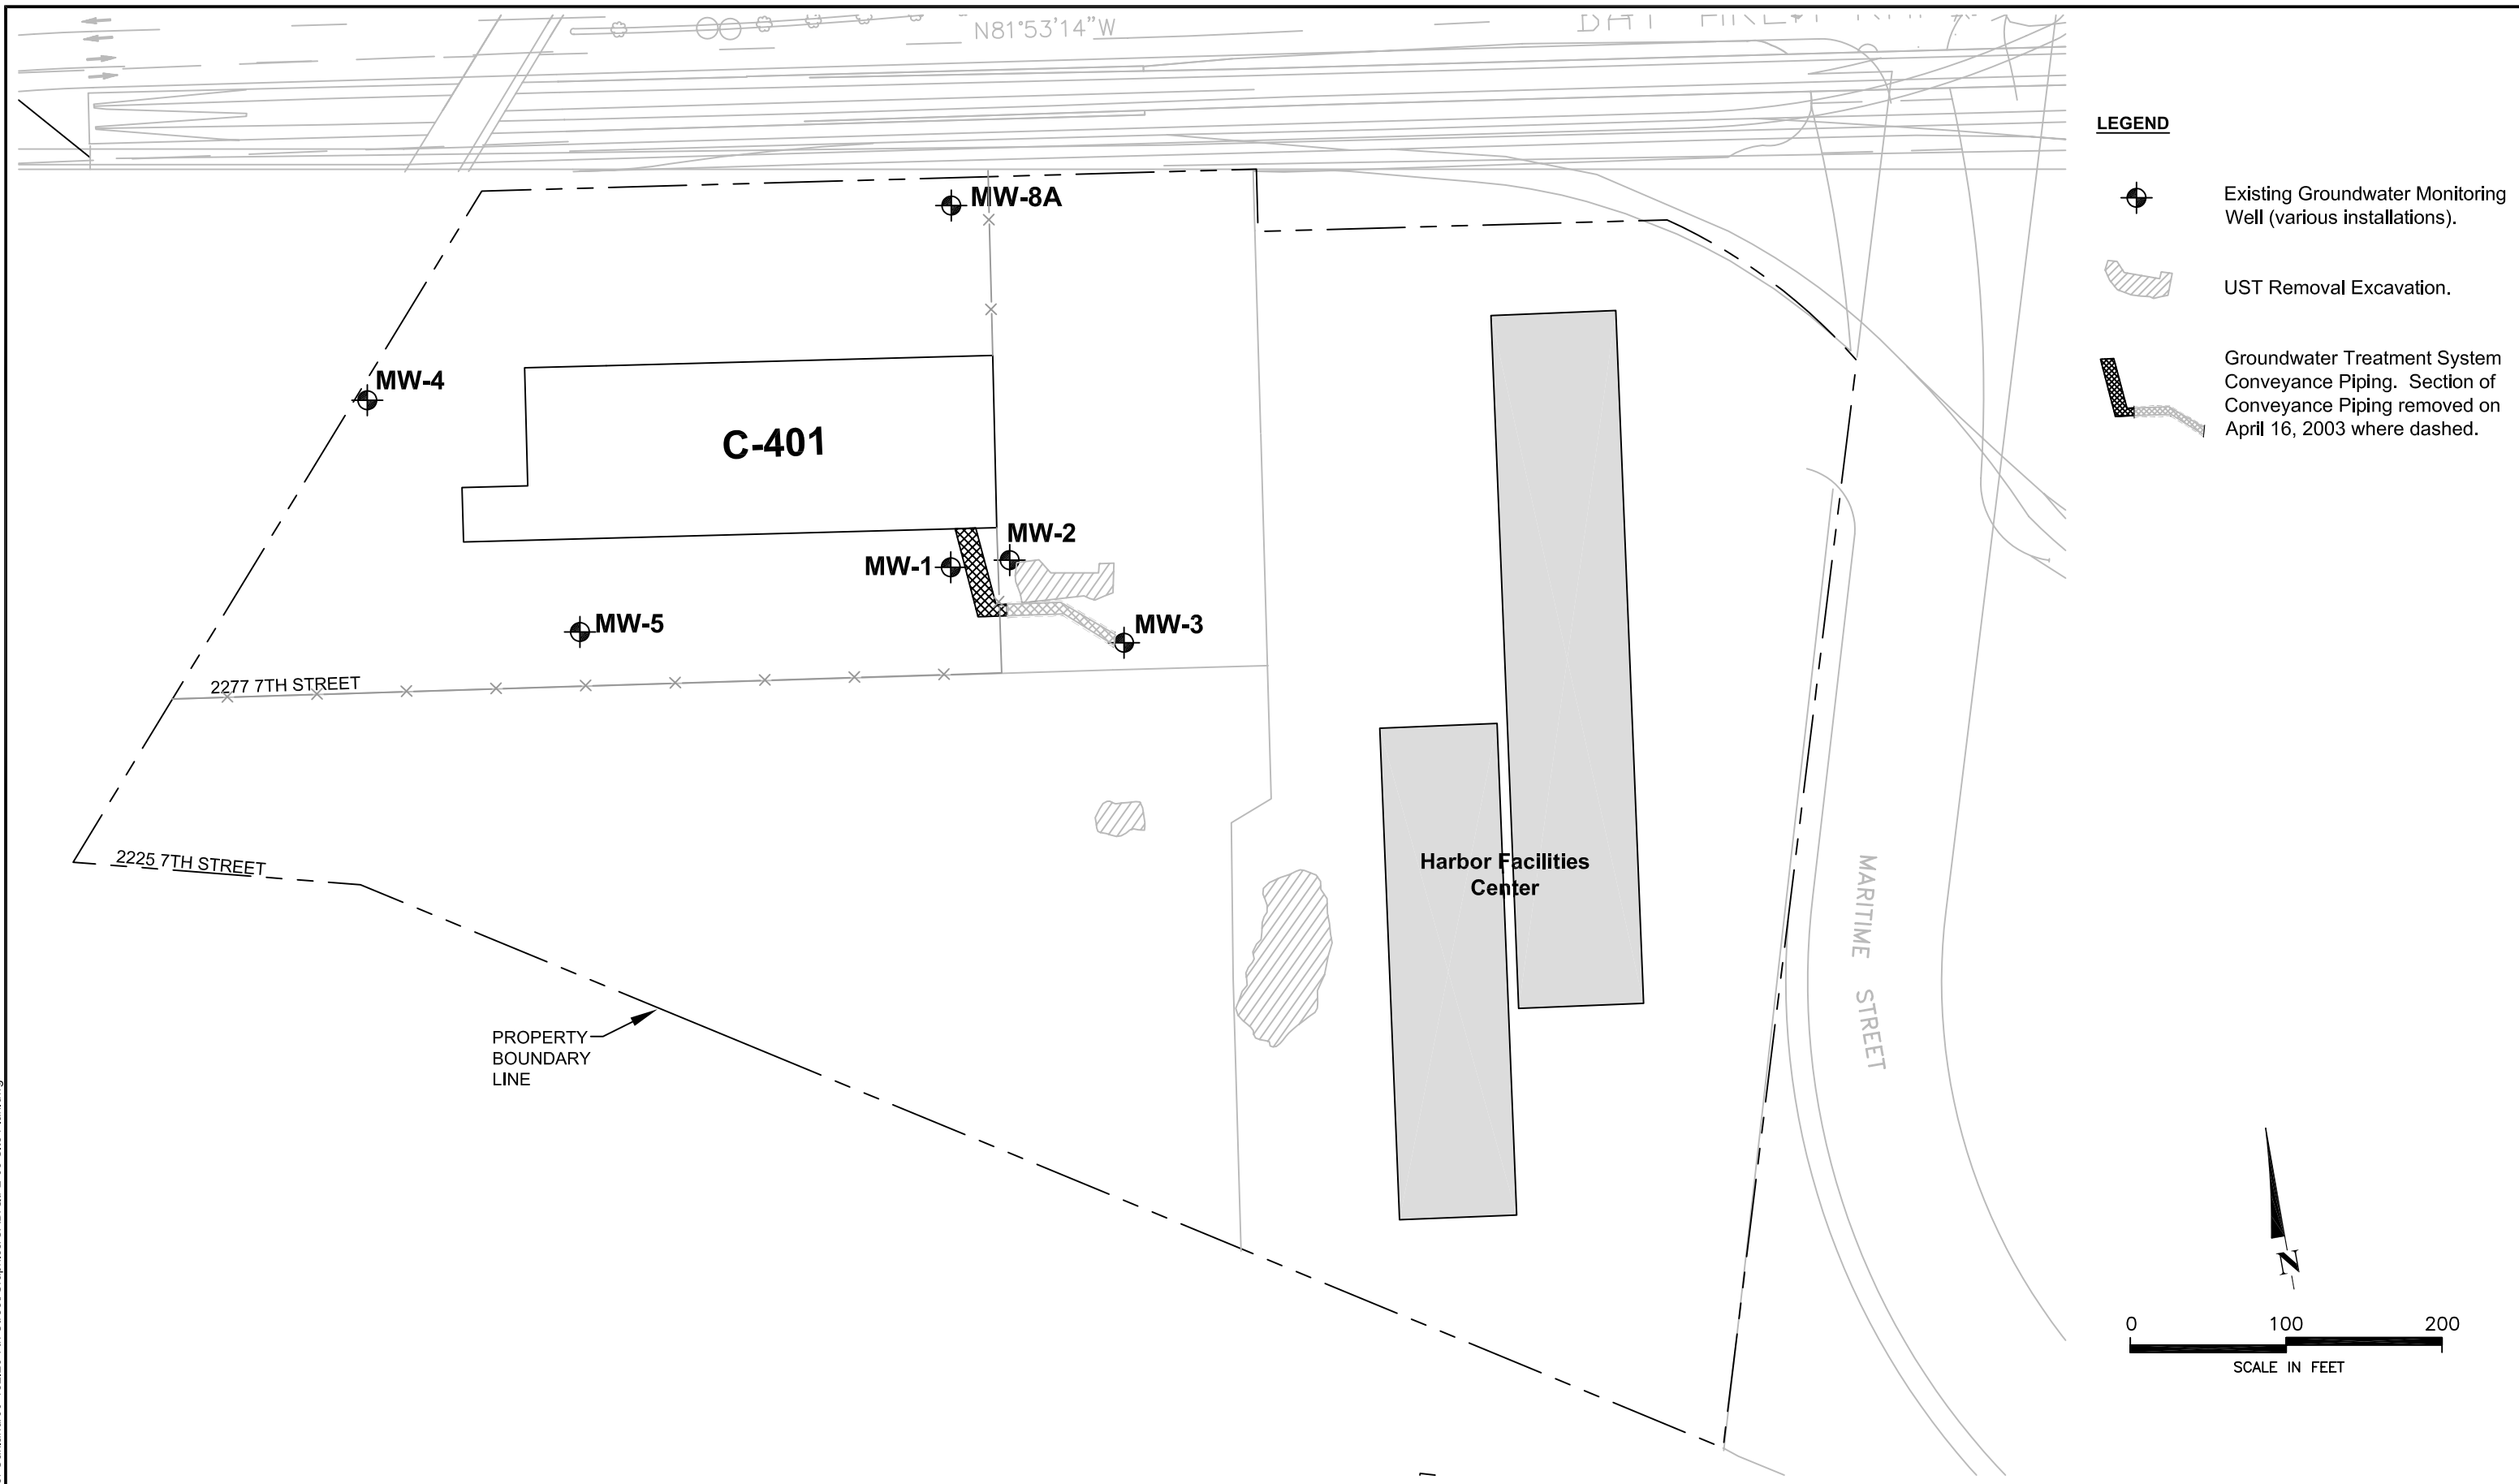 N81°53'14"W
LEGEND
Existing Groundwater Monitoring
Well (various installations).
UST Removal Excavation.
Groundwater Treatment System
Conveyance Piping. Section of
Conveyance Piping removed on
April 16, 2003 where dashed.
MW-8A
MW-4
C-401
MW-2
MW-1
MW-5
MW-3
2277 7TH STREET
2225 7TH STREET
Harbor Facilities
Center
MARITIME STREET
PROPERTY
BOUNDARY
LINE
N
0 100 200
SCALE IN FEET